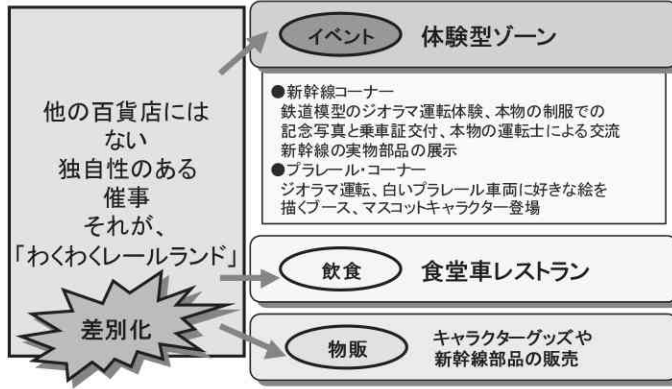 他の百貨店には
ない
独自性のある
催事
それが、
「わくわくレールランド」
差別化
イベント 体験型ゾーン
●新幹線コーナー
鉄道模型のジオラマ運転体験、本物の制服での
記念写真と乗車証交付、本物の運転士による交流
新幹線の実物部品の展示
●プラレール・コーナー
ジオラマ運転、白いプラレール車両に好きな絵を
描くブース、マスコットキャラクター登場
飲食 食堂車レストラン
物販 キャラクターグッズや
新幹線部品の販売